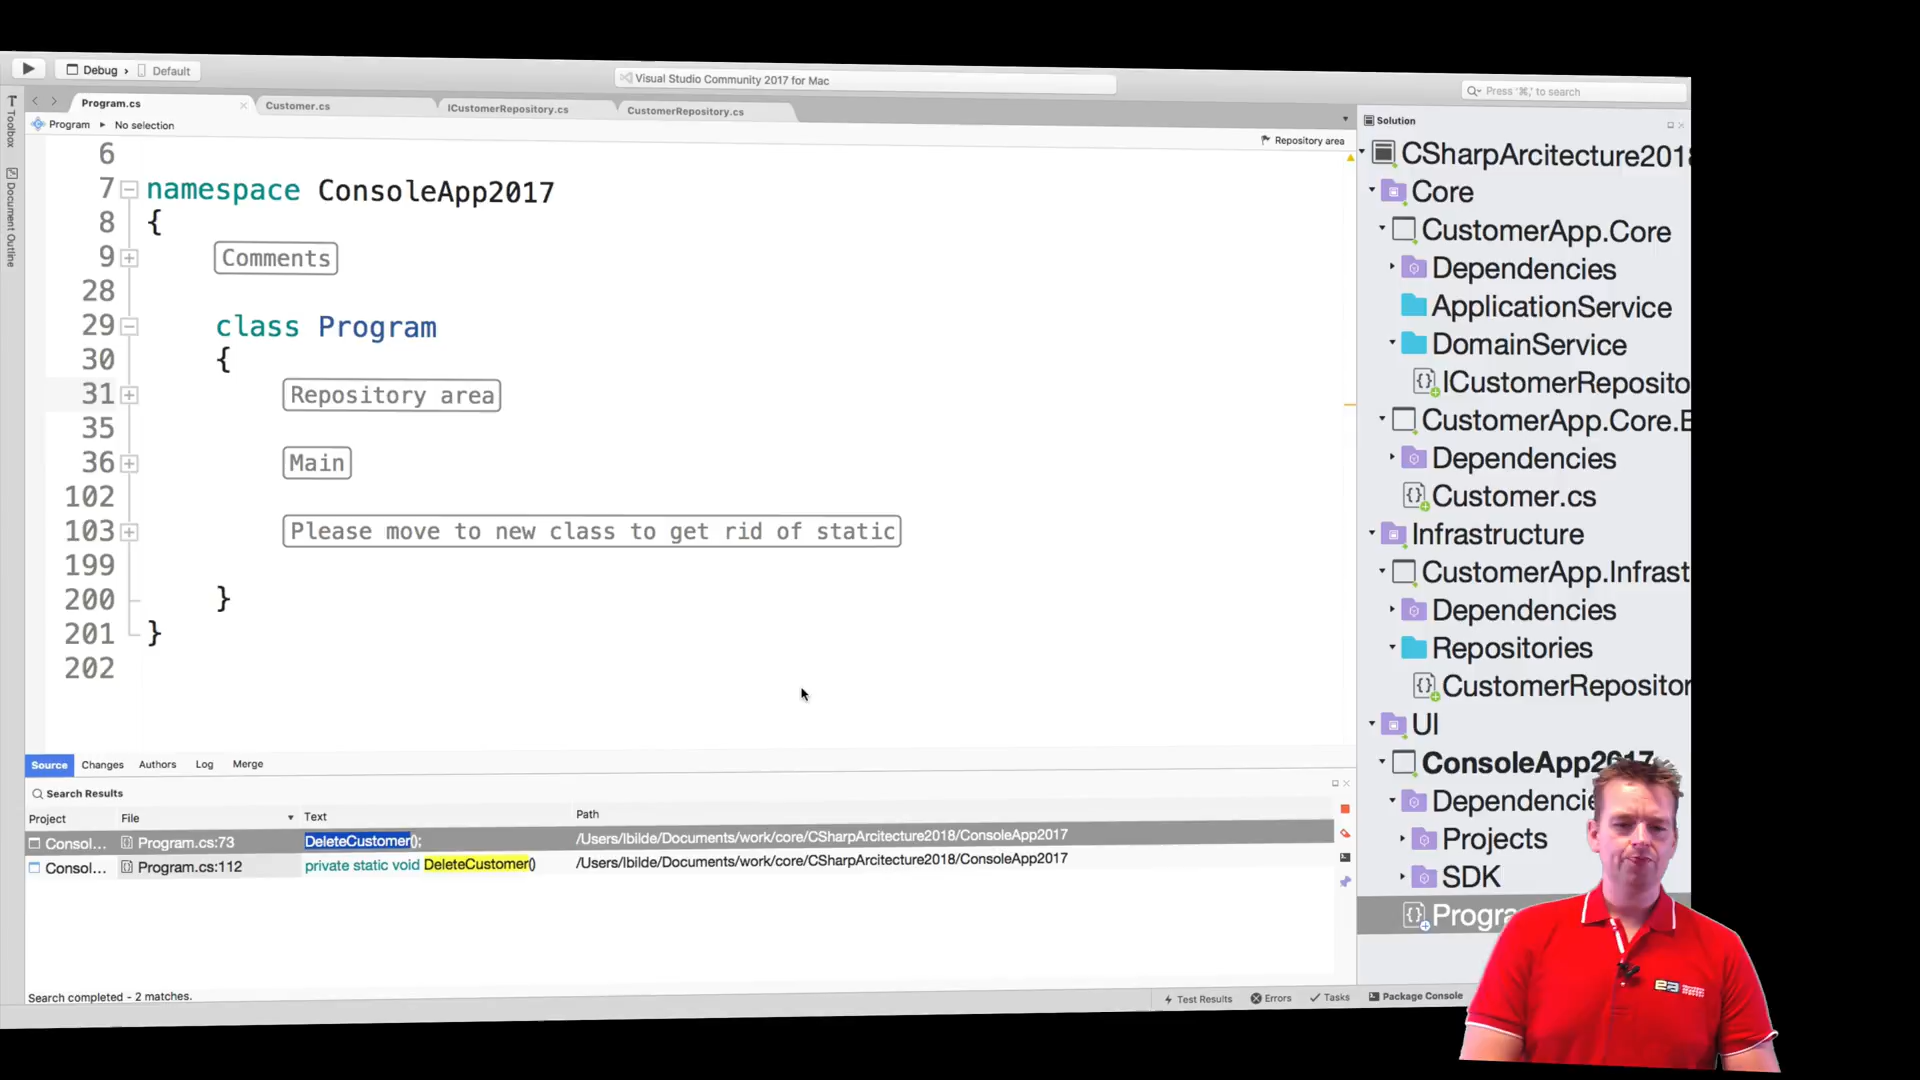 Debug › Default
Visual Studio Community 2017 for Mac
Press '⌘,' to search
Program.cs
Customer.cs
ICustomerRepository.cs
CustomerRepository.cs
Program ▸ No selection
Repository area
Toolbox
Document Outline
6
7 namespace ConsoleApp2017
8 {
9 Comments
28
29 class Program
30 {
31 Repository area
35
36 Main
102
103 Please move to new class to get rid of static
199
200 }
201 }
202
Solution
CSharpArcitecture2018
Core
CustomerApp.Core
Dependencies
ApplicationService
DomainService
ICustomerReposito
CustomerApp.Core.E
Dependencies
Customer.cs
Infrastructure
CustomerApp.Infrast
Dependencies
Repositories
CustomerRepositor
UI
ConsoleApp2017
Dependencie
Projects
SDK
Progra
Source Changes Authors Log Merge
Search Results
Project File Text Path
Consol... Program.cs:73 DeleteCustomer(); /Users/lbilde/Documents/work/core/CSharpArcitecture2018/ConsoleApp2017
Consol... Program.cs:112 private static void DeleteCustomer() /Users/lbilde/Documents/work/core/CSharpArcitecture2018/ConsoleApp2017
Search completed - 2 matches.
Test Results Errors Tasks Package Console
ea